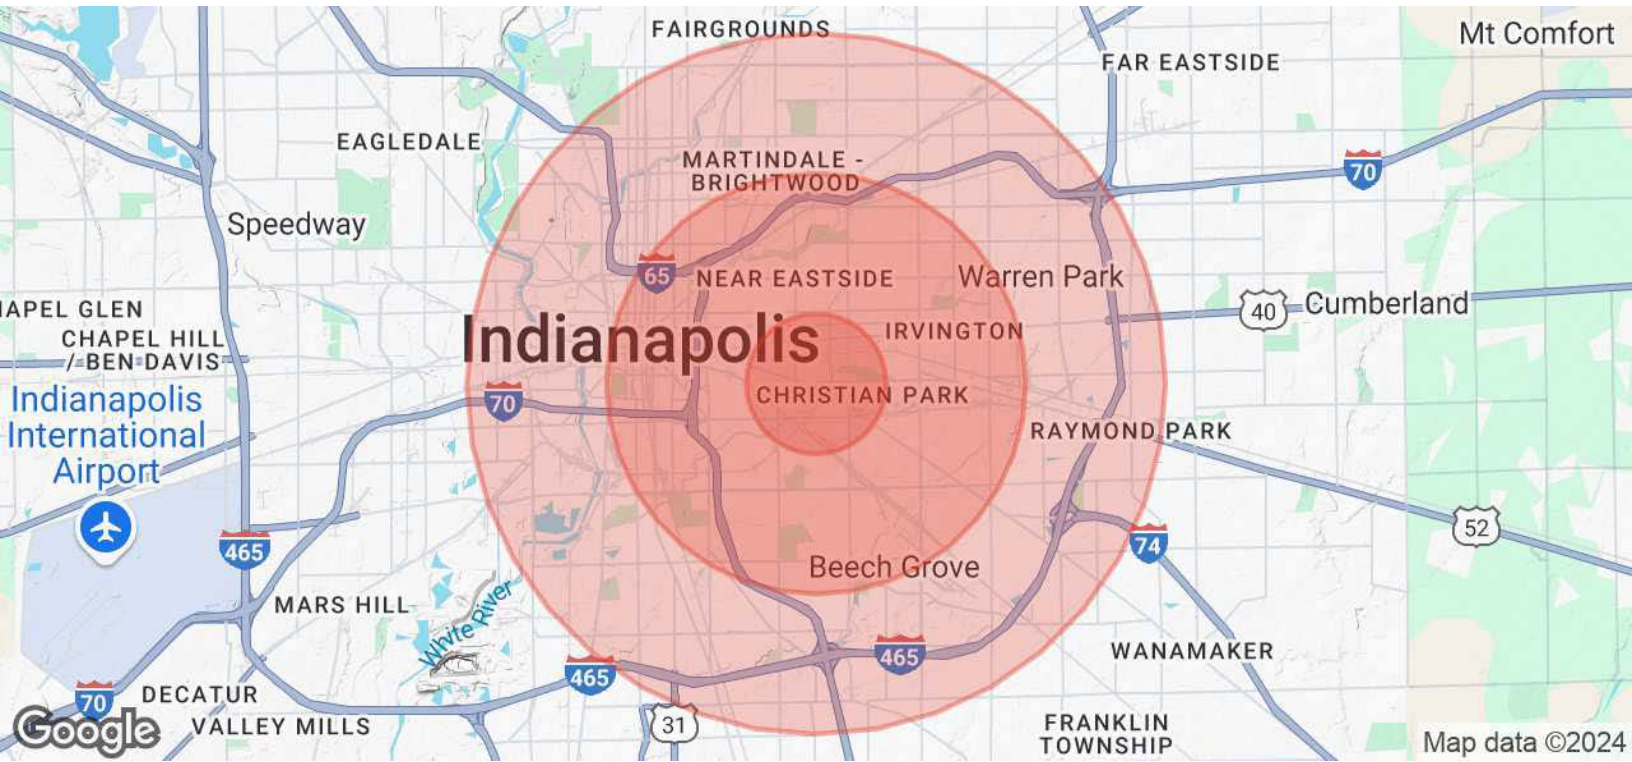 FAIRGROUNDS
Mt Comfort
FAR EASTSIDE
EAGLEDALE
MARTINDALE -
BRIGHTWOOD
70
Speedway
65
NEAR EASTSIDE
Warren Park
40
Cumberland
HAPEL GLEN
CHAPEL HILL
/ BEN DAVIS
Indianapolis
IRVINGTON
70
CHRISTIAN PARK
Indianapolis
International
Airport
RAYMOND PARK
465
52
74
Beech Grove
MARS HILL
White River
465
WANAMAKER
465
70
DECATUR
VALLEY MILLS
31
FRANKLIN
TOWNSHIP
Google
Map data ©2024